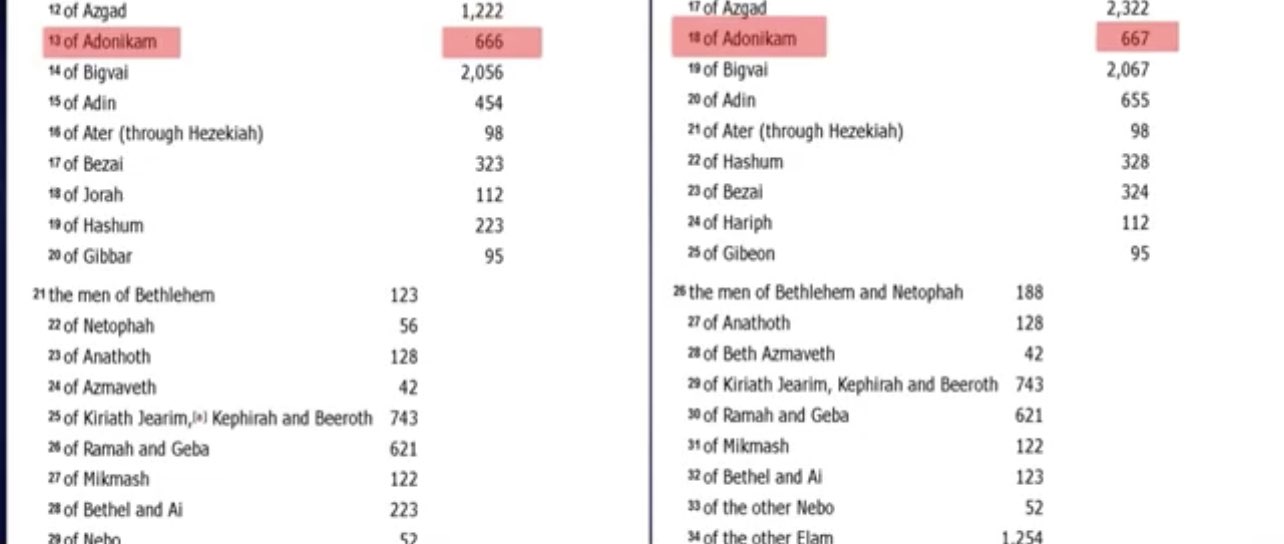 12 of Azgad 1,222
13 of Adonikam 666
14 of Bigvai 2,056
15 of Adin 454
16 of Ater (through Hezekiah) 98
17 of Bezai 323
18 of Jorah 112
19 of Hashum 223
20 of Gibbar 95
21 the men of Bethlehem 123
22 of Netophah 56
23 of Anathoth 128
24 of Azmaveth 42
25 of Kiriath Jearim,[a] Kephirah and Beeroth 743
26 of Ramah and Geba 621
27 of Mikmash 122
28 of Bethel and Ai 223
29 of Nebo 52
17 of Azgad 2,322
18 of Adonikam 667
19 of Bigvai 2,067
20 of Adin 655
21 of Ater (through Hezekiah) 98
22 of Hashum 328
23 of Bezai 324
24 of Hariph 112
25 of Gibeon 95
26 the men of Bethlehem and Netophah 188
27 of Anathoth 128
28 of Beth Azmaveth 42
29 of Kiriath Jearim, Kephirah and Beeroth 743
30 of Ramah and Geba 621
31 of Mikmash 122
32 of Bethel and Ai 123
33 of the other Nebo 52
34 of the other Elam 1,254